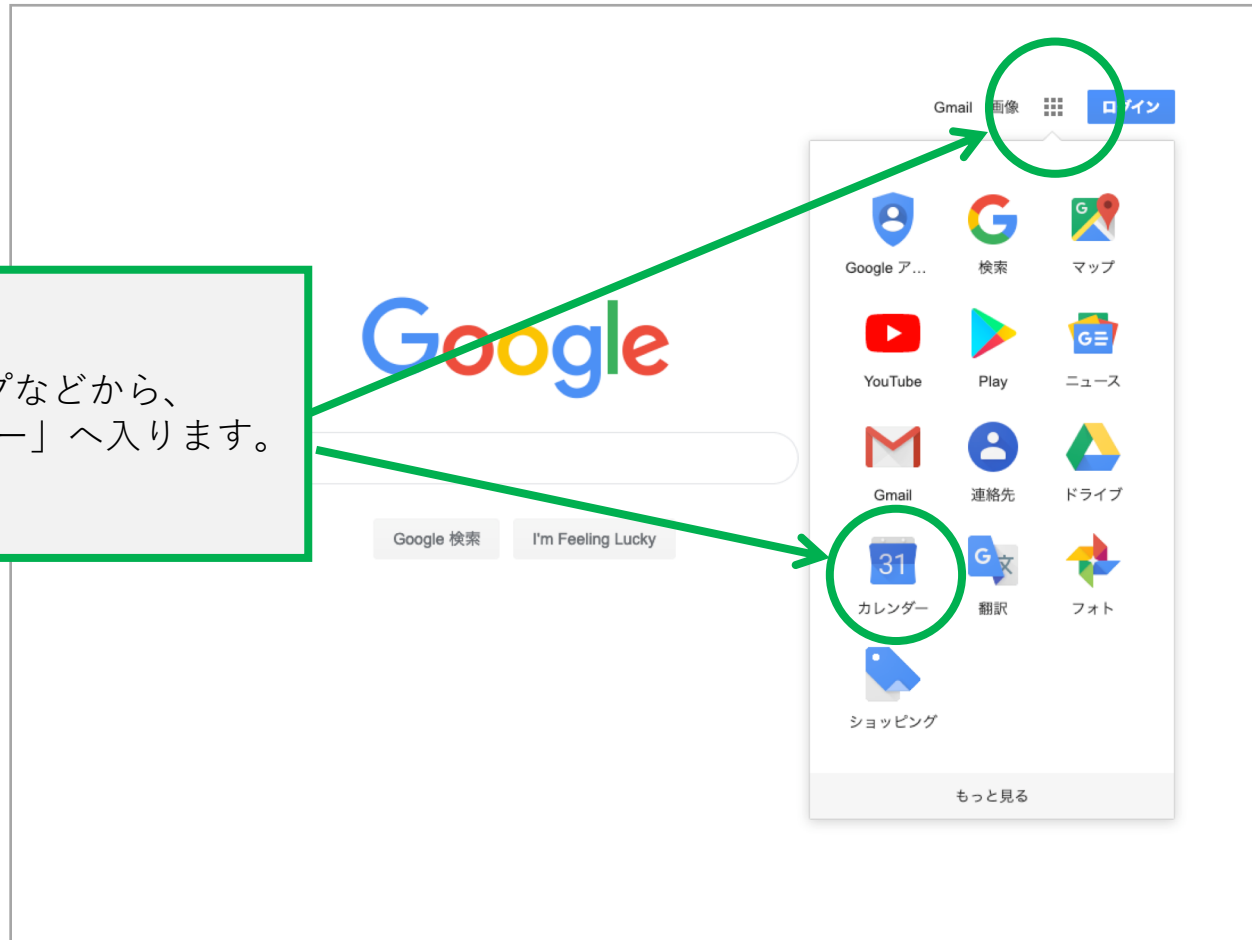 Gmail 画像 ログイン
Google ア... 検索 マップ
YouTube Play ニュース
プなどから、
ー」へ入ります。
Google
Gmail 連絡先 ドライブ
Google 検索 I'm Feeling Lucky
31
カレンダー 翻訳 フォト
ショッピング
もっと見る